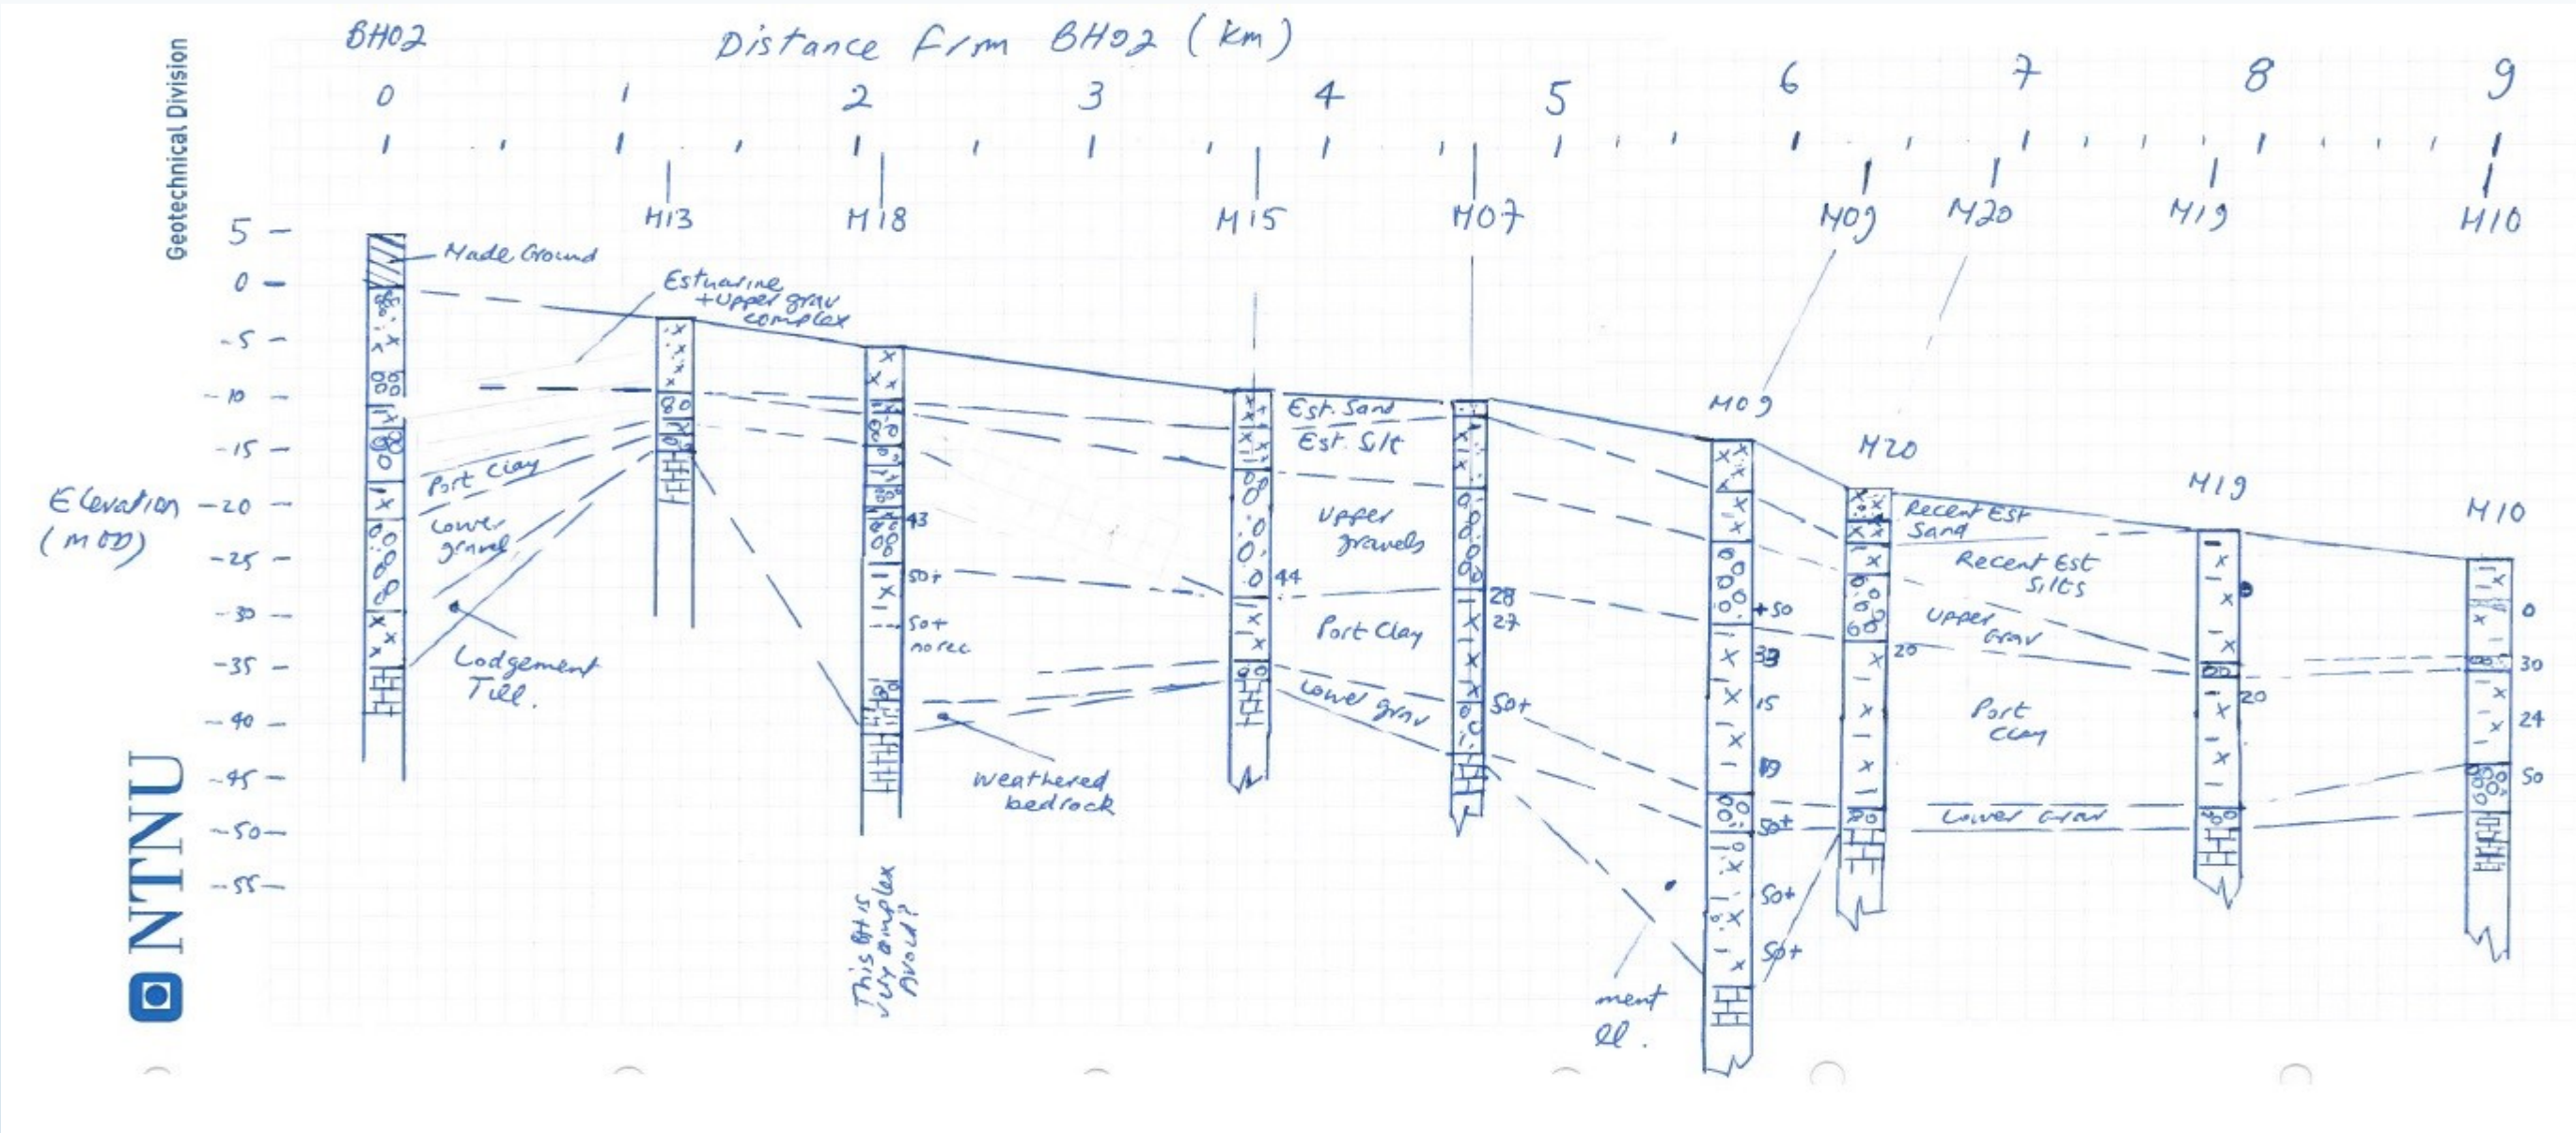 Geotechnical Division
BH02
Distance from BH02 (km)
0 1 2 3 4 5 6 7 8 9
M13 M18 M15 M07 M09 M20 M19 M10
Elevation
(mOD)
5
0
-5
-10
-15
-20
-25
-30
-35
-40
-45
-50
-55
Made Ground
Estuarine
+ upper grav
complex
Port Clay
Lower
gravel
Lodgement
Till.
43
50+
50+
no rec
Weathered
bedrock
This BH is
very complex
Avoid?
Est. Sand
Est. Silt
Upper
gravels
44
Port Clay
Lower grav
28
27
50+
M09
+50
15
19
50+
50+
50+
ment
ll.
M20
Recent Est
Sand
Recent Est
Silts
Upper
Grav
20
Port
Clay
Lower Grav
M19
20
M10
0
30
24
50
NTNU